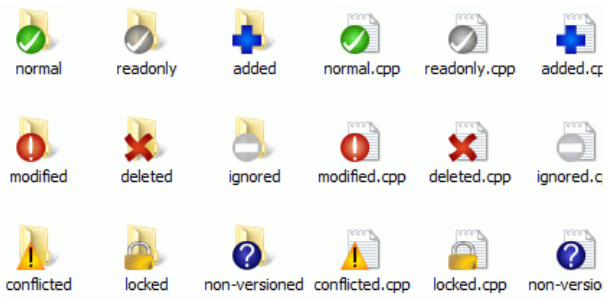 normal readonly added normal.cpp readonly.cpp added.cp
modified deleted ignored modified.cpp deleted.cpp ignored.c
conflicted locked non-versioned conflicted.cpp locked.cpp non-versio